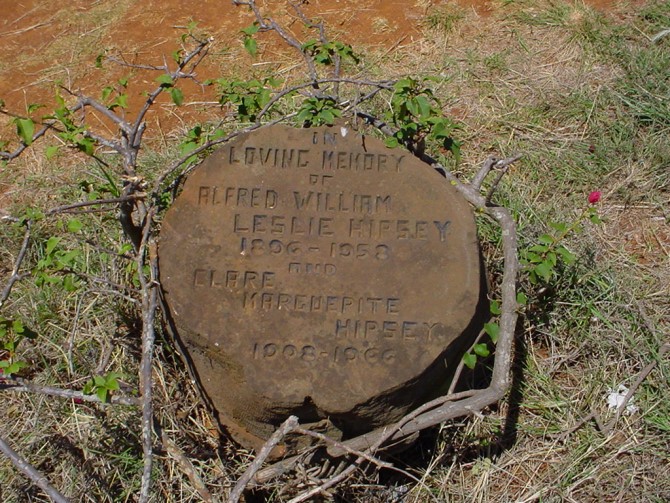 IN
LOVING MEMORY
OF
ALFRED WILLIAM
LESLIE HIPSEY
1896-1958
AND
CLARE
MARGUERITE
HIPSEY
1908-1966